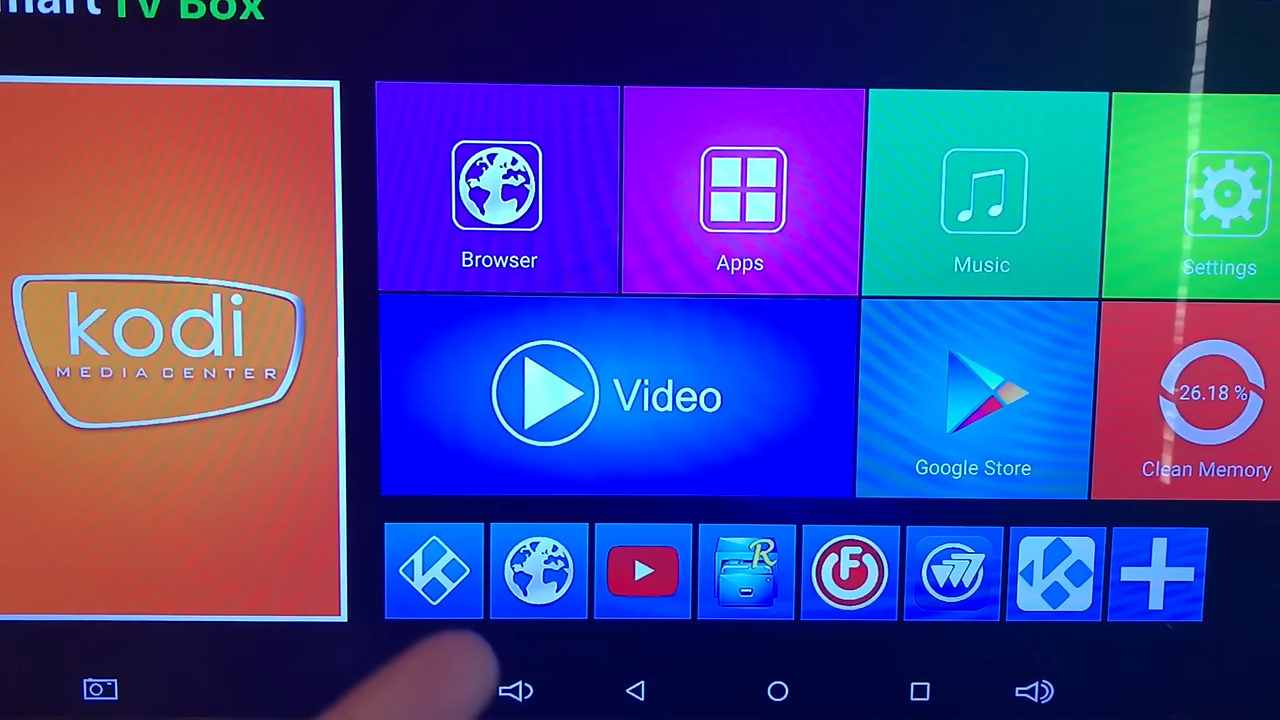 TV Box
Browser
Apps
Music
Settings
kodi
MEDIA CENTER
Video
Google Store
26.18 %
Clean Memory
R
F